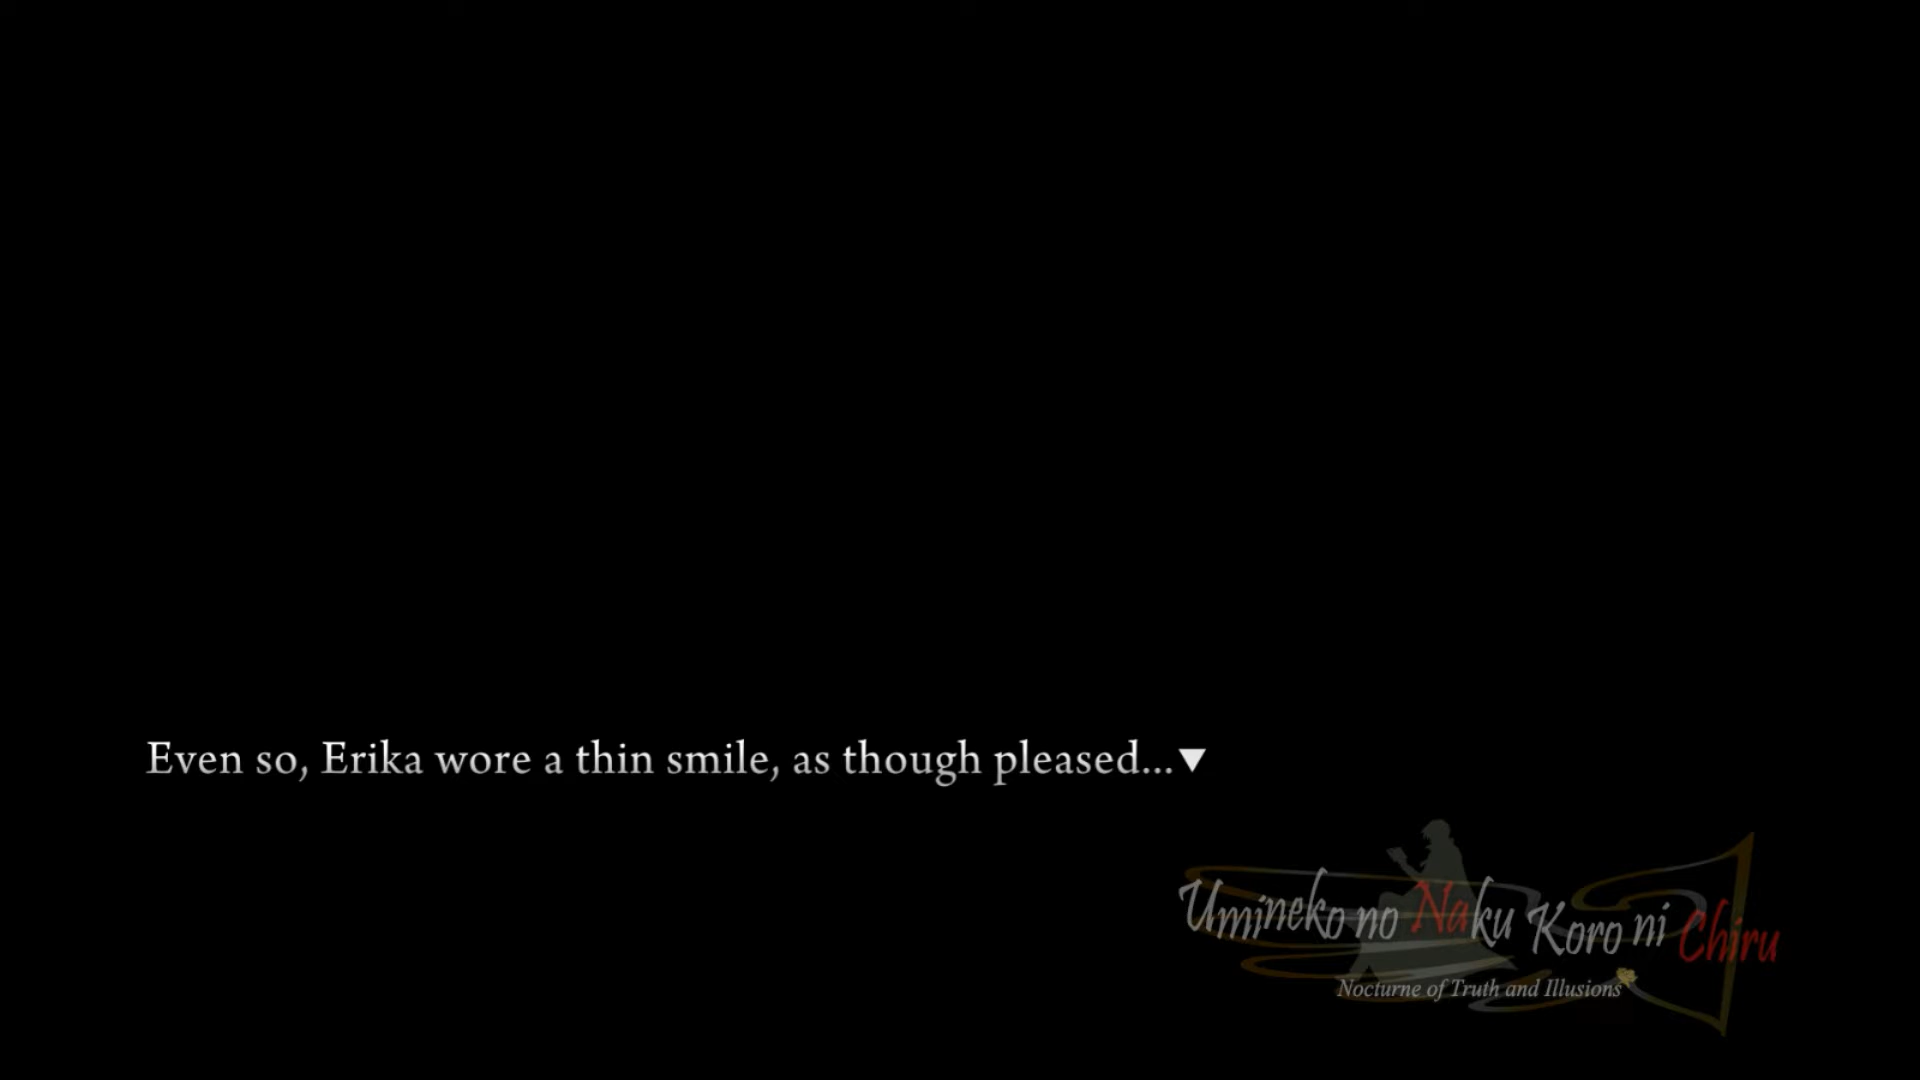 Even so, Erika wore a thin smile, as though pleased...▼
Umineko no Naku Koro ni Chiru
Nocturne of Truth and Illusions